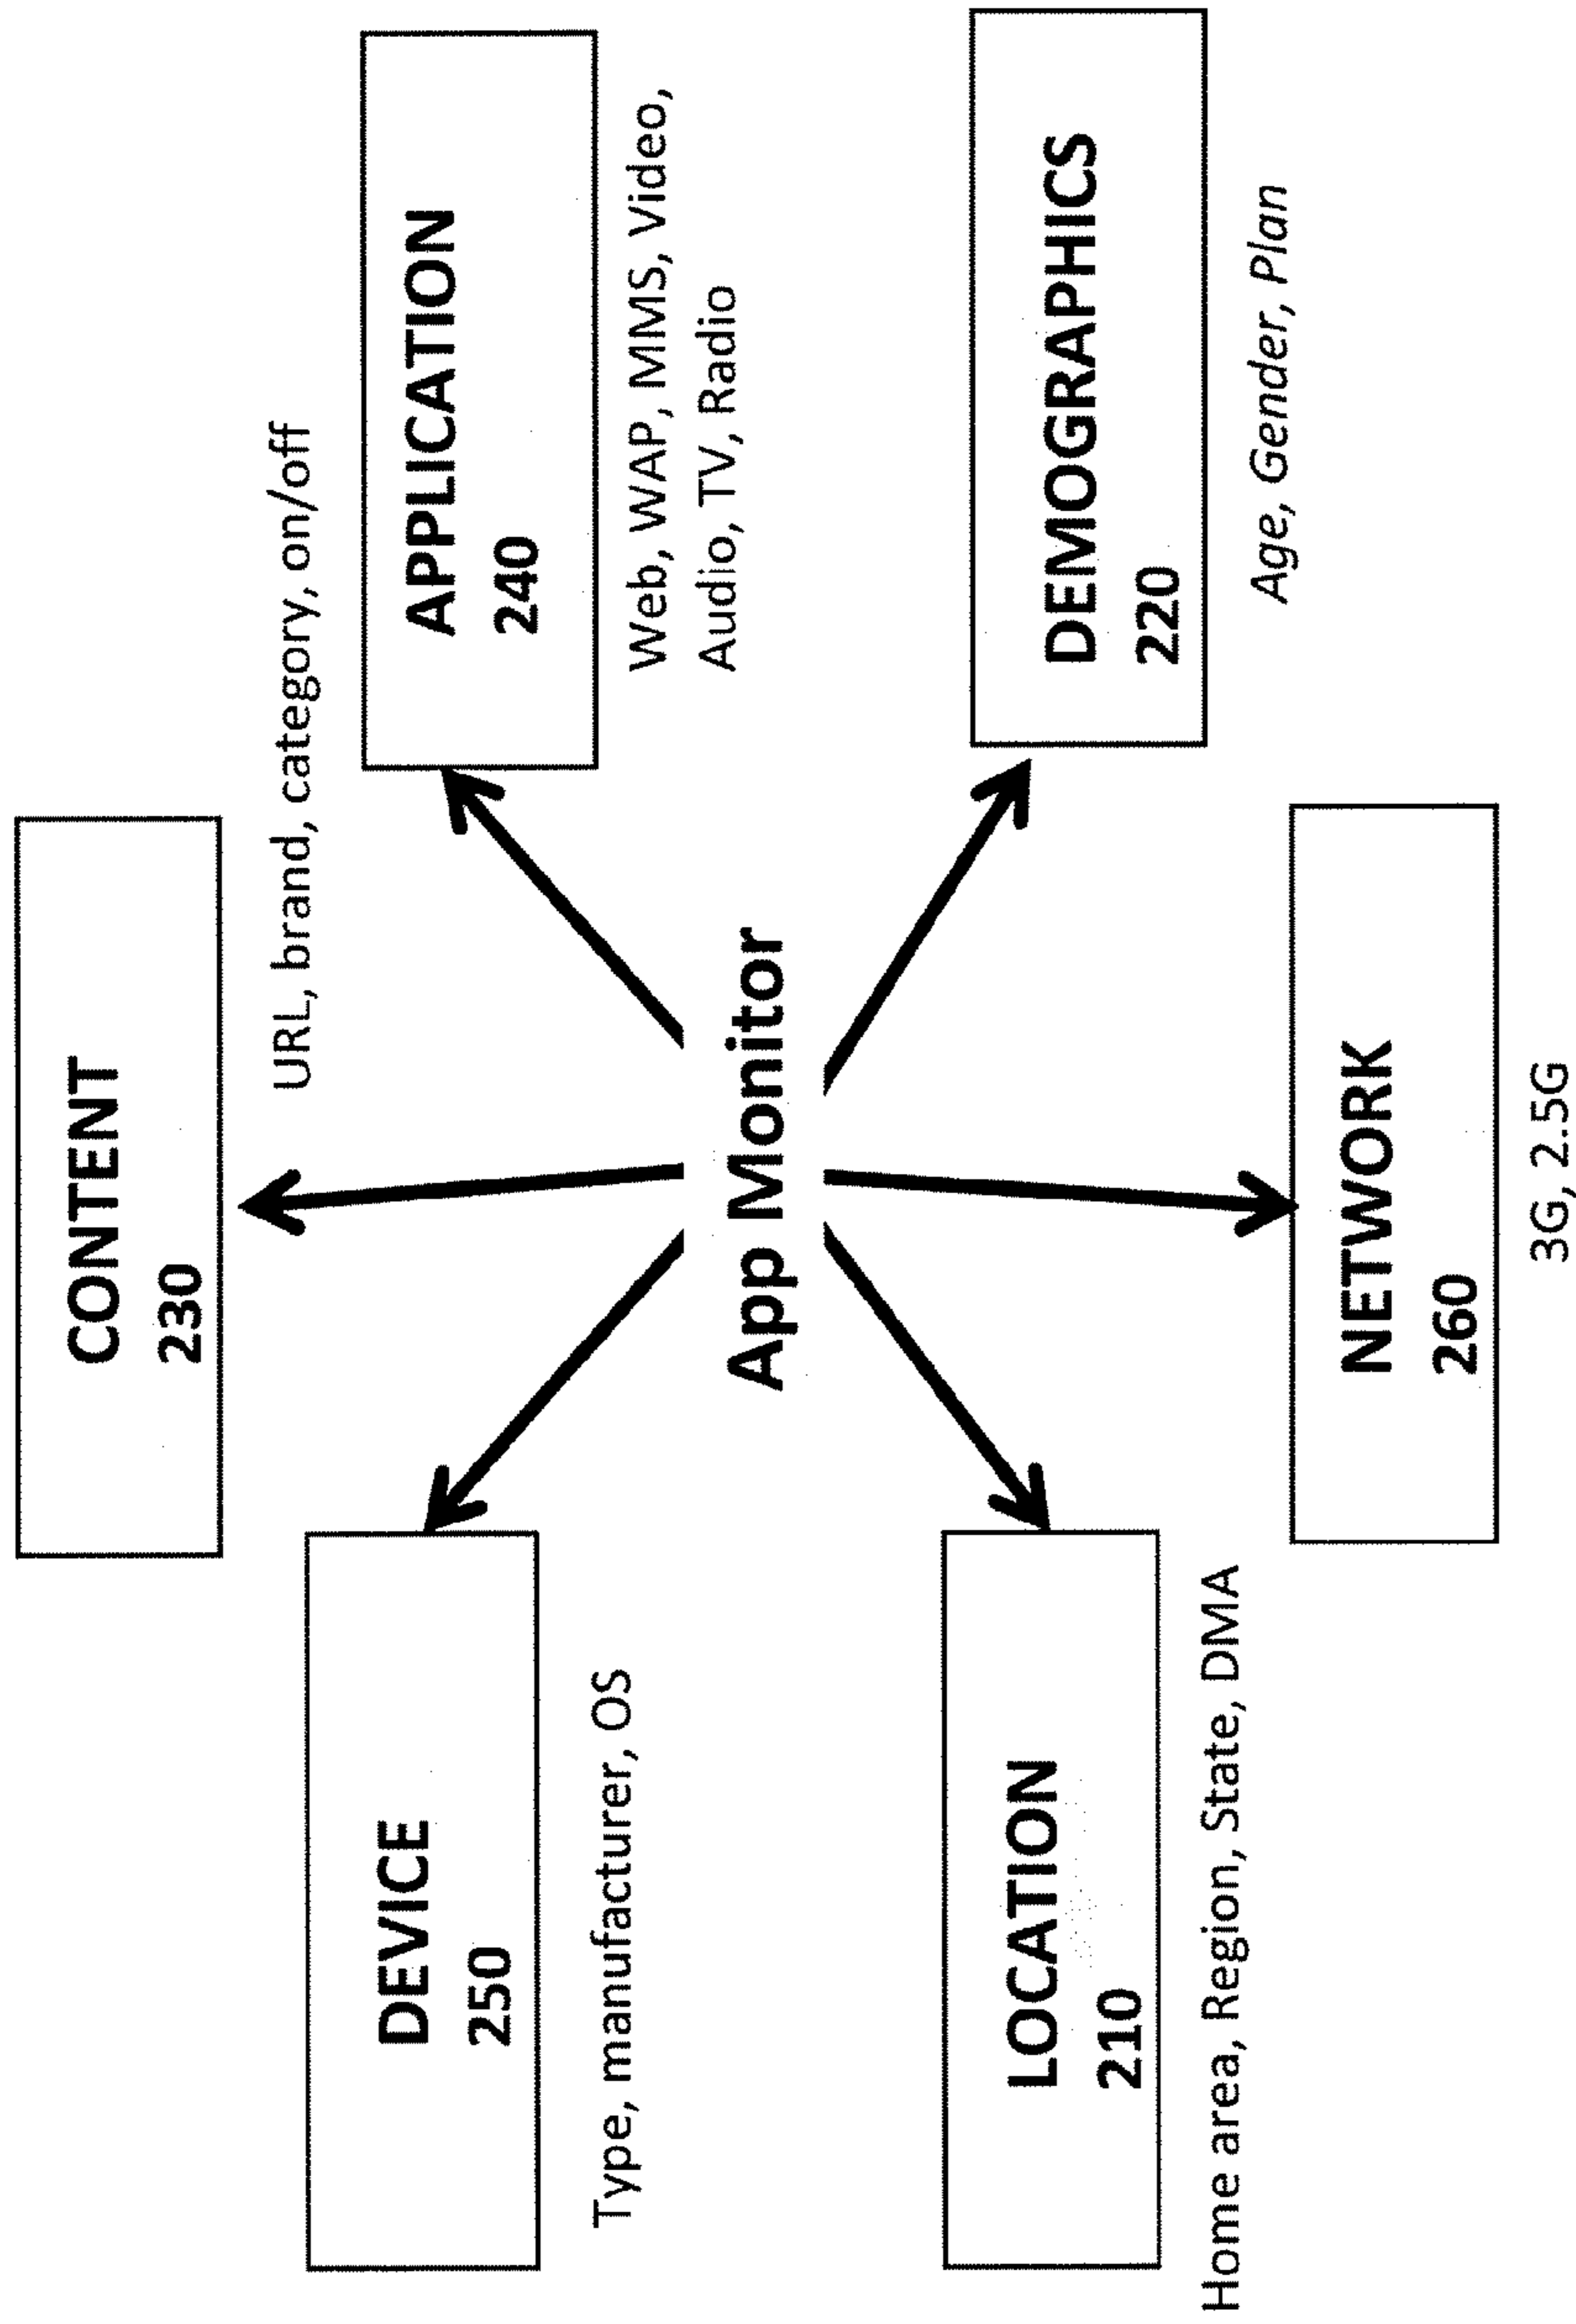 CONTENT
230
URL, brand, category, on/off
DEVICE
250
Type, manufacturer, OS
APPLICATION
240
Web, WAP, MMS, Video,
Audio, TV, Radio
App Monitor
LOCATION
210
Home area, Region, State, DMA
DEMOGRAPHICS
220
Age, Gender, Plan
NETWORK
260
3G, 2.5G